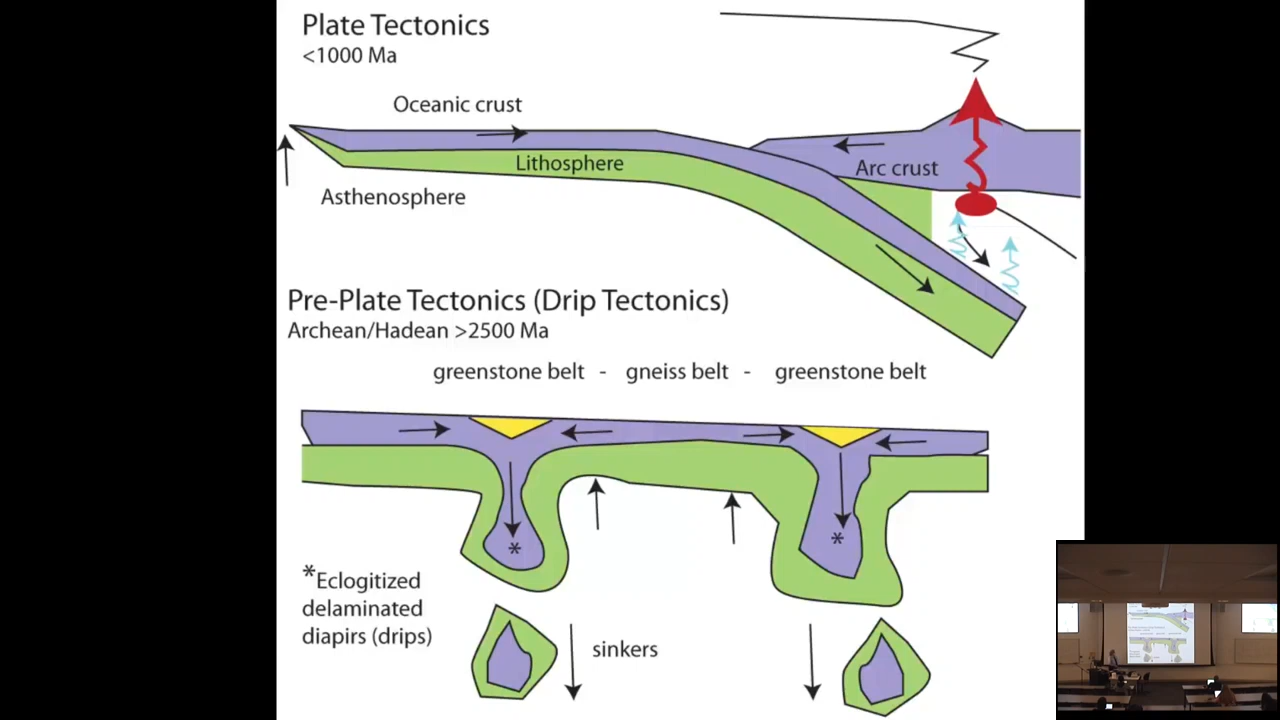 Plate Tectonics
<1000 Ma
Oceanic crust
Lithosphere
Arc crust
Asthenosphere
Pre-Plate Tectonics (Drip Tectonics)
Archean/Hadean >2500 Ma
greenstone belt - gneiss belt - greenstone belt
*
*
*Eclogitized
delaminated
diapirs (drips)
sinkers